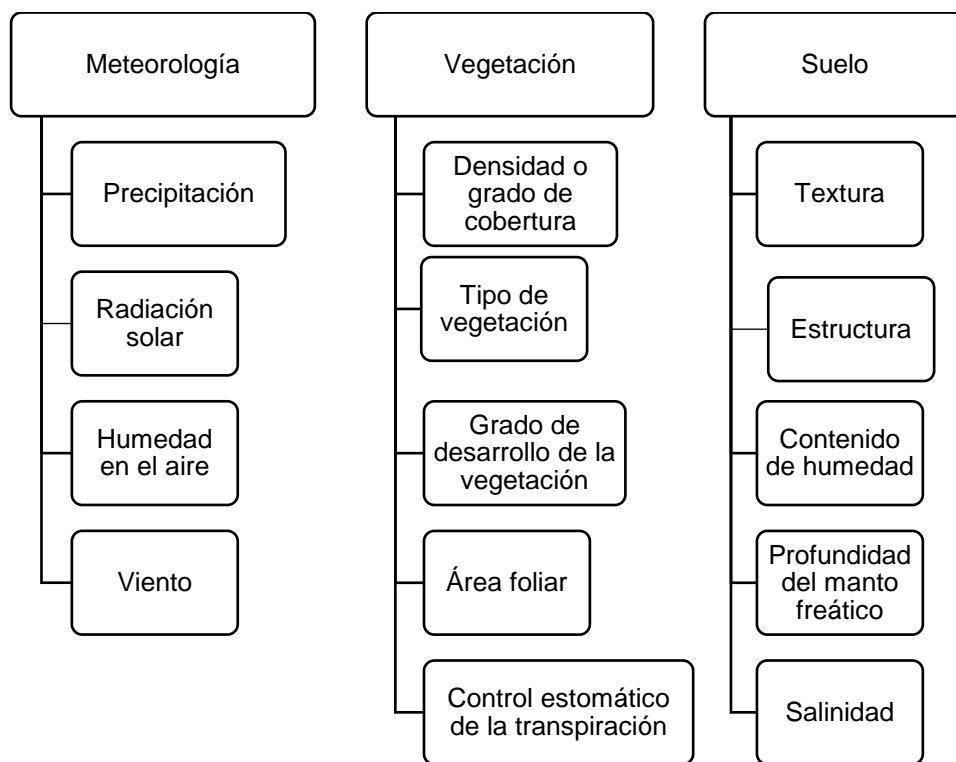 Meteorología
Precipitación
Radiación
solar
Humedad
en el aire
Viento
Vegetación
Densidad o
grado de
cobertura
Tipo de
vegetación
Grado de
desarrollo de la
vegetación
Área foliar
Control estomático
de la transpiración
Suelo
Textura
Estructura
Contenido
de humedad
Profundidad
del manto
freático
Salinidad